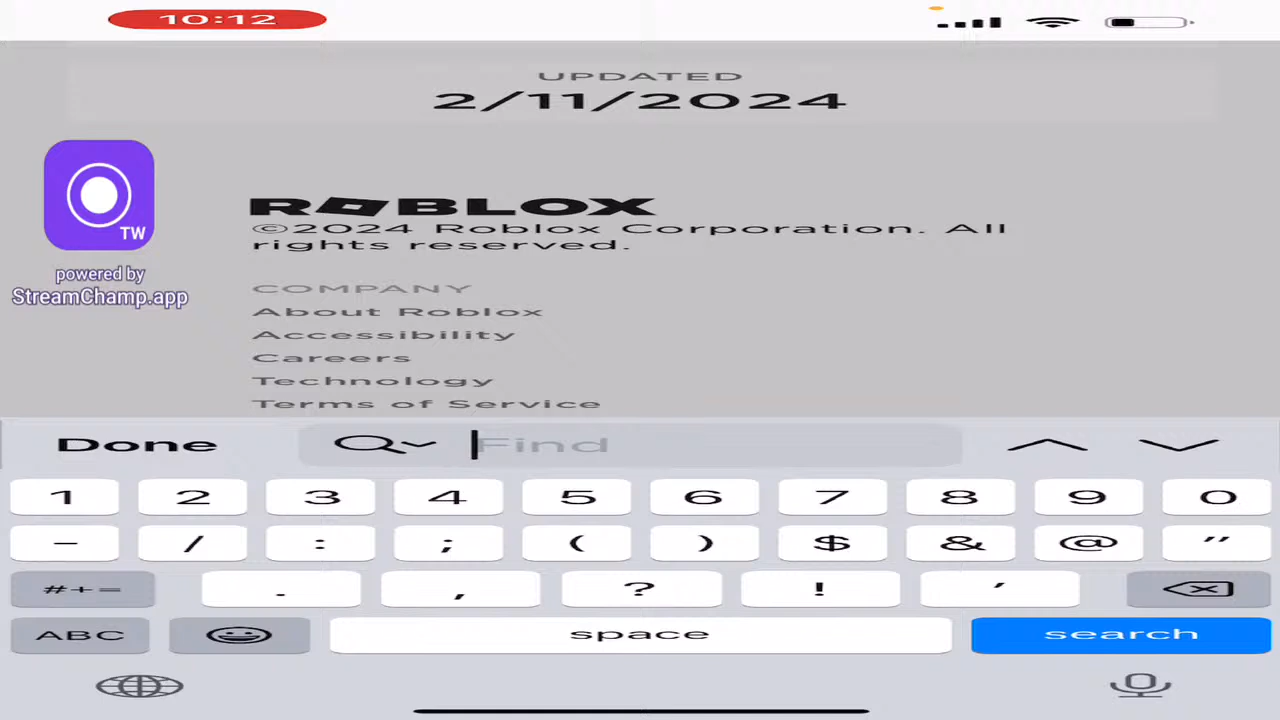 10:12
UPDATED
2/11/2024
TW
powered by
StreamChamp.app
ROBLOX
©2024 Roblox Corporation. All
rights reserved.
COMPANY
About Roblox
Accessibility
Careers
Technology
Terms of Service
Done Find
1 2 3 4 5 6 7 8 9 0
- / : ; ( ) $ & @ "
#+= . , ? ! '
ABC space search